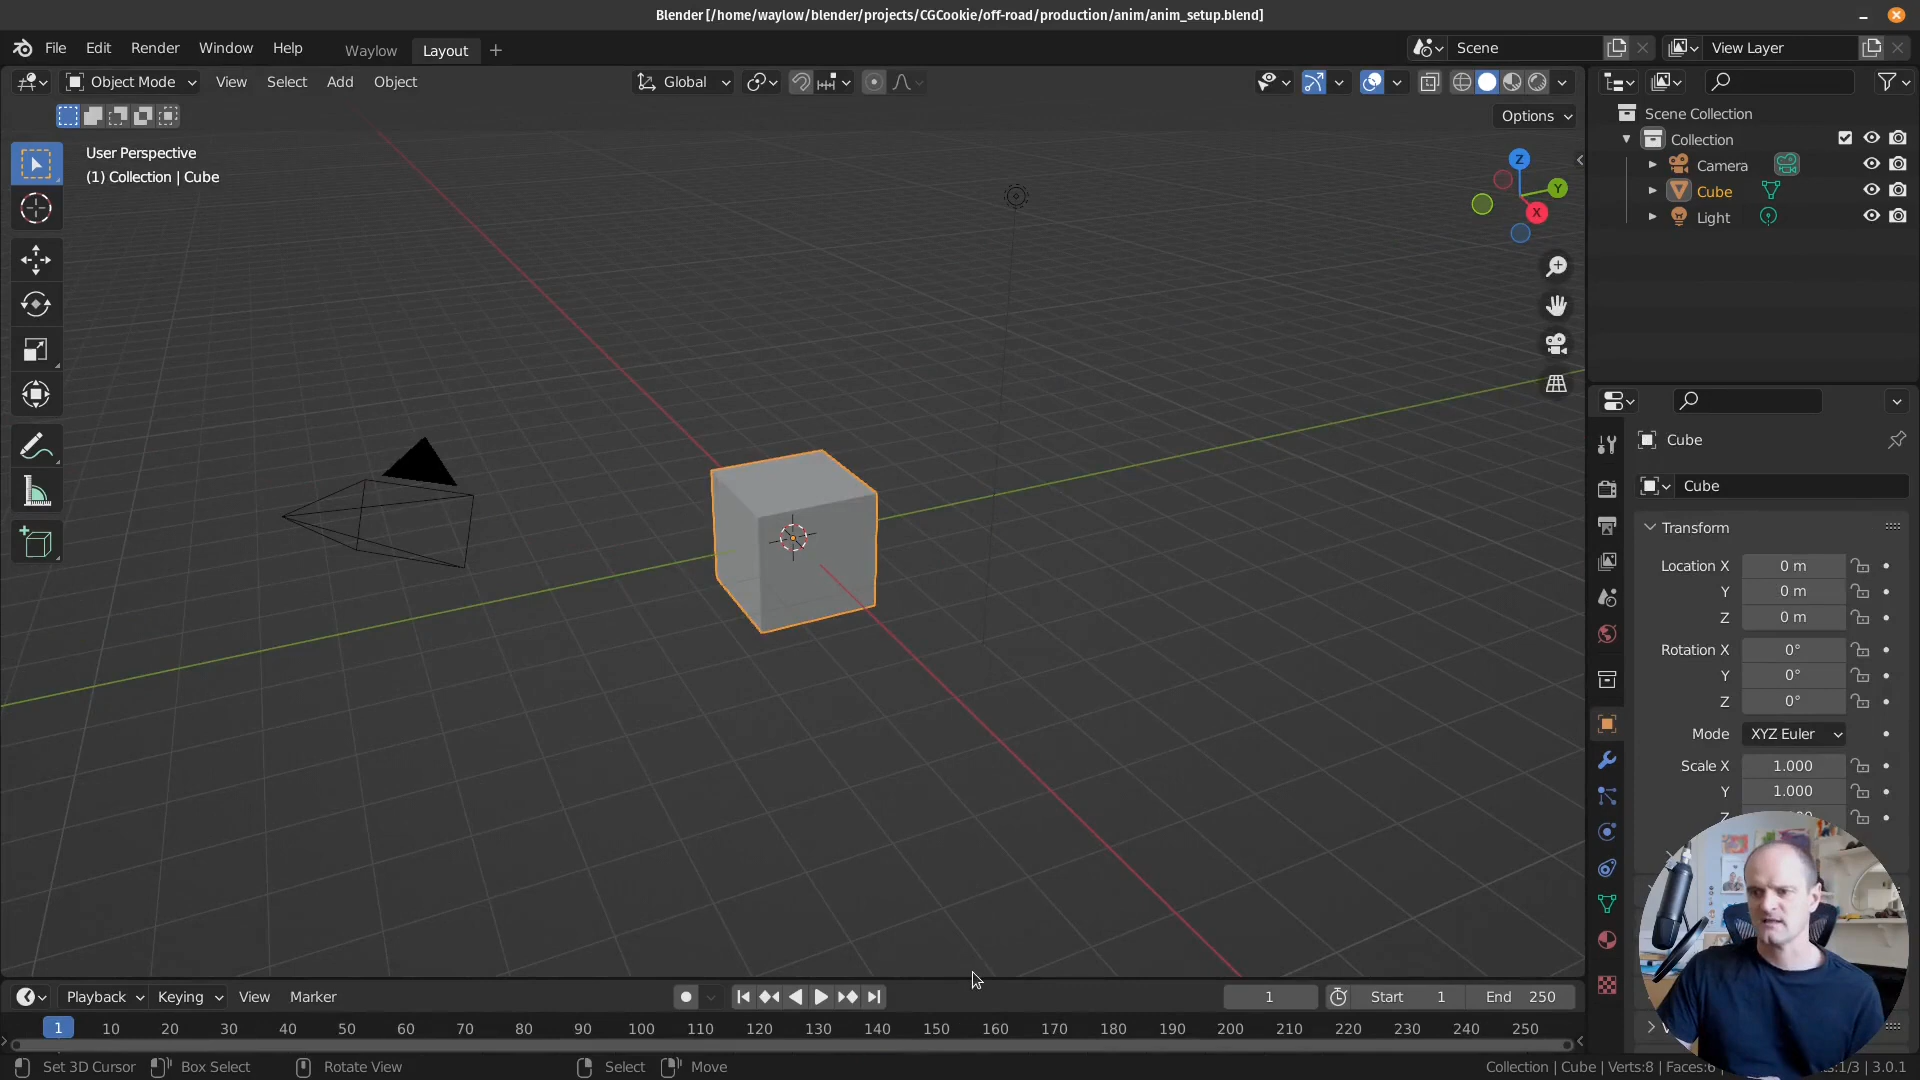 Blender [/home/waylow/blender/projects/CGCookie/off-road/production/anim/anim_setup.blend]
File Edit Render Window Help Waylow Layout Scene View Layer
Object Mode View Select Add Object Global
Options
User Perspective
(1) Collection | Cube
Z
Y
X
Scene Collection
Collection
Camera
Cube
Light
Cube
Cube
Transform
Location X 0 m
Y 0 m
Z 0 m
Rotation X 0°
Y 0°
Z 0°
Mode XYZ Euler
Scale X 1.000
Y 1.000
Playback Keying View Marker 1 Start 1 End 250
1 10 20 30 40 50 60 70 80 90 100 110 120 130 140 150 160 170 180 190 200 210 220 230 240 250
Set 3D Cursor Box Select Rotate View Select Move Collection | Cube | Verts:8 | Faces:6 1/3 | 3.0.1